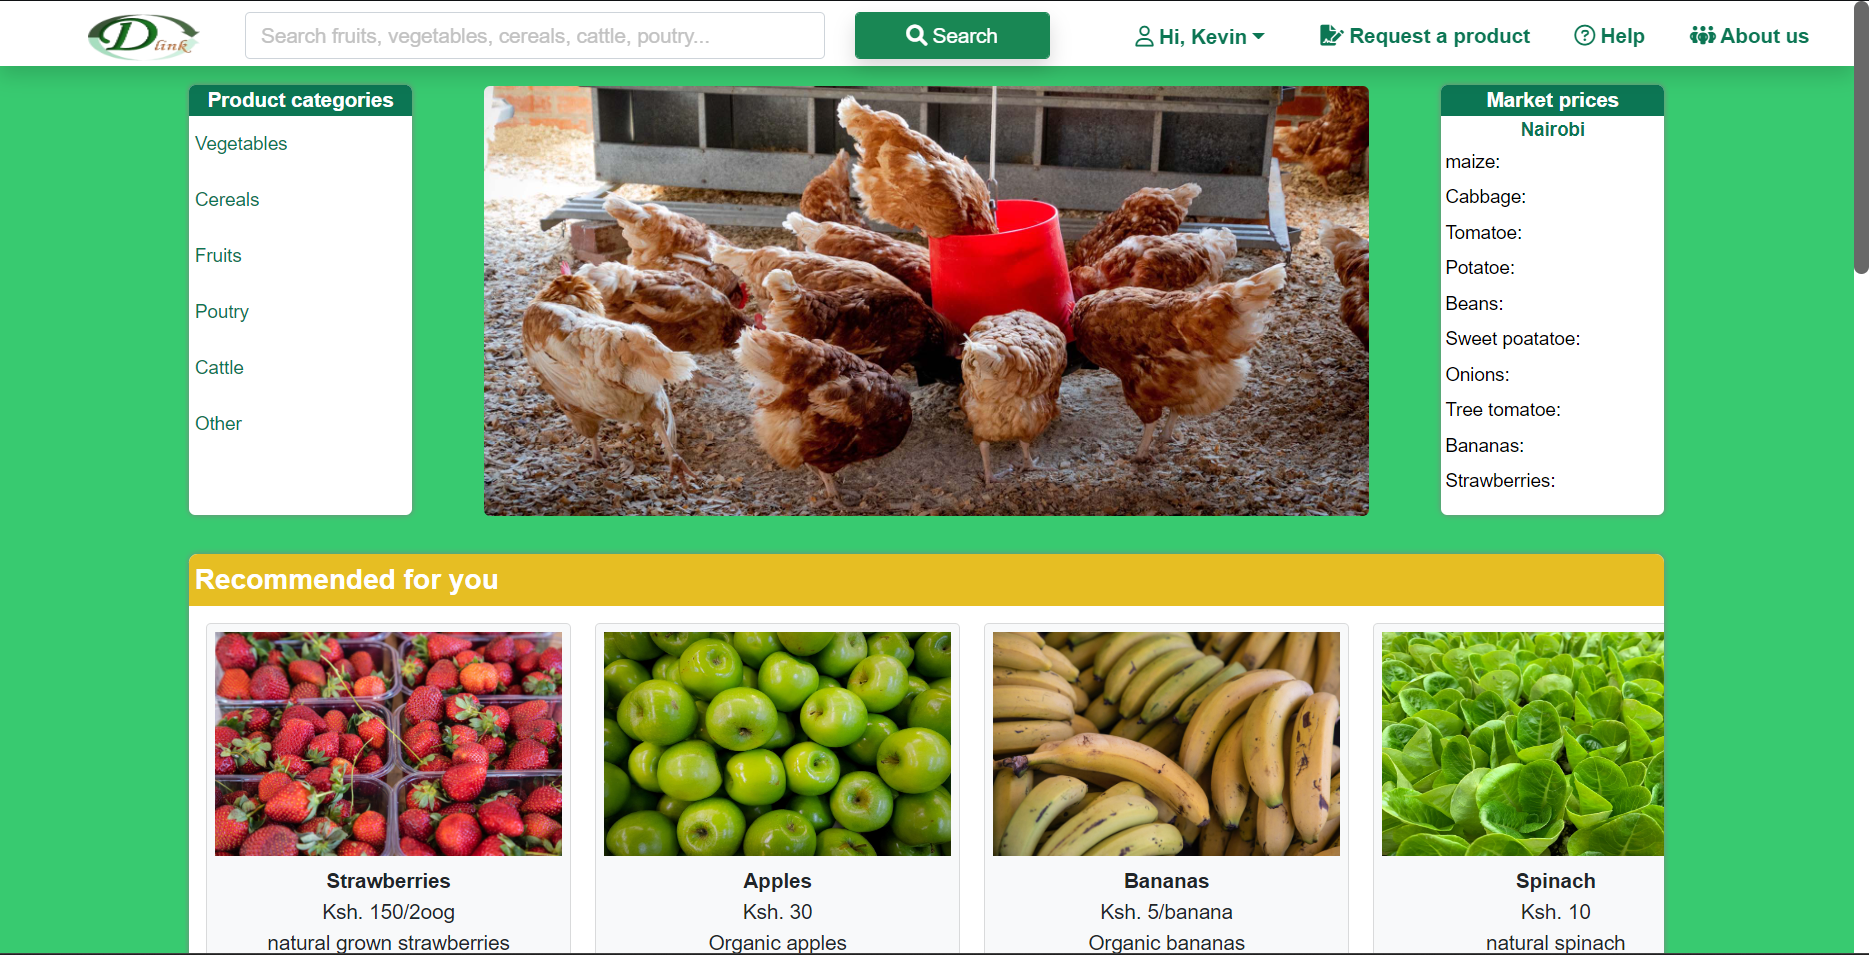 Dlink
Search fruits, vegetables, cereals, cattle, poutry...
Search
Hi, Kevin
Request a product
Help
About us
Product categories
Vegetables
Cereals
Fruits
Poutry
Cattle
Other
Market prices
Nairobi
maize:
Cabbage:
Tomatoe:
Potatoe:
Beans:
Sweet poatatoe:
Onions:
Tree tomatoe:
Bananas:
Strawberries:
Recommended for you
Strawberries
Ksh. 150/2oog
natural grown strawberries
Apples
Ksh. 30
Organic apples
Bananas
Ksh. 5/banana
Organic bananas
Spinach
Ksh. 10
natural spinach